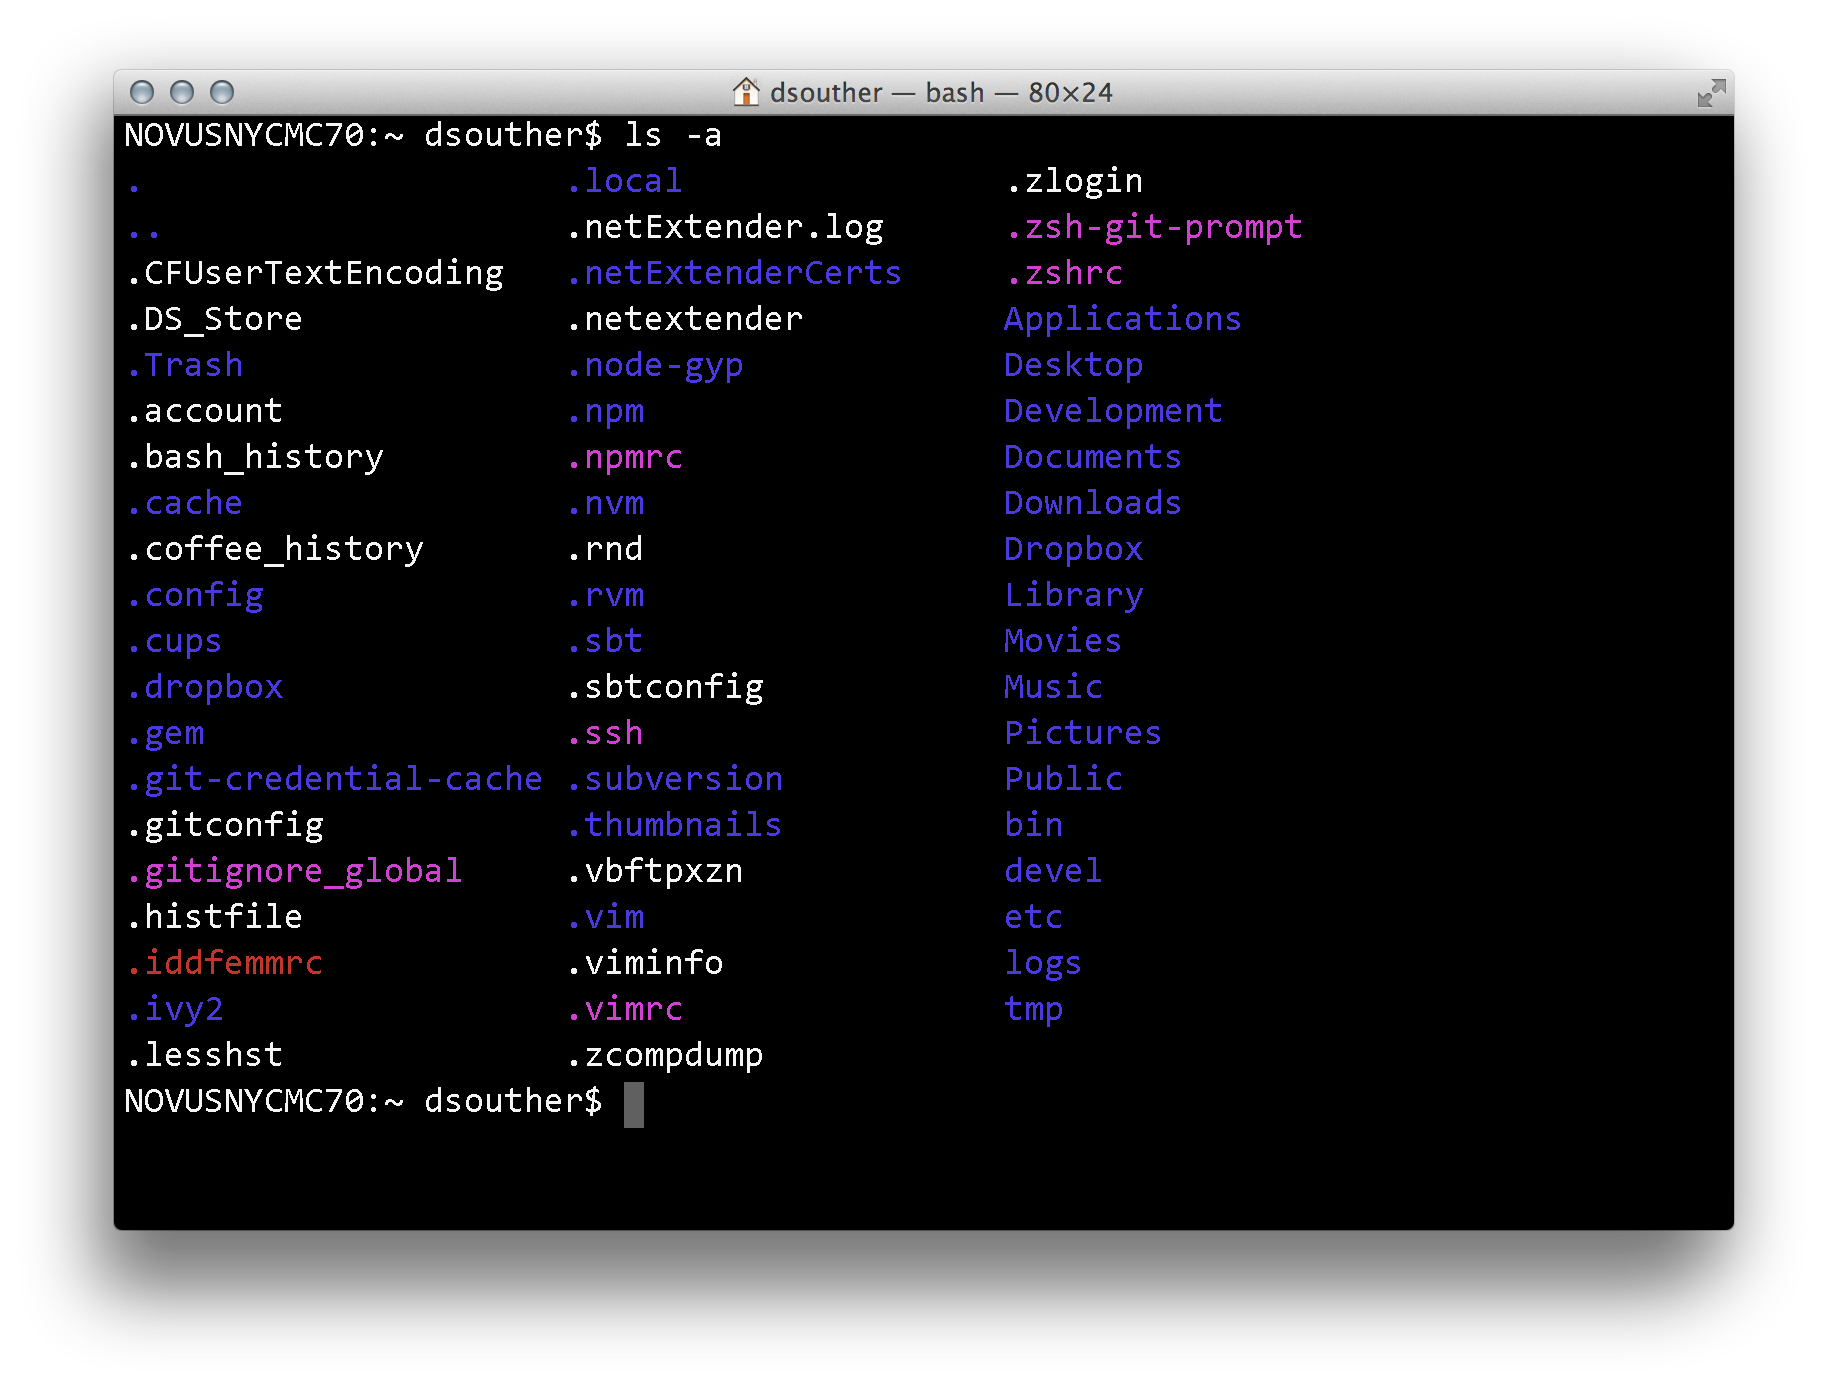 dsouther — bash — 80×24
NOVUSNYCMC70:~ dsouther$ ls -a
. .local .zlogin
.. .netExtender.log .zsh-git-prompt
.CFUserTextEncoding .netExtenderCerts .zshrc
.DS_Store .netextender Applications
.Trash .node-gyp Desktop
.account .npm Development
.bash_history .npmrc Documents
.cache .nvm Downloads
.coffee_history .rnd Dropbox
.config .rvm Library
.cups .sbt Movies
.dropbox .sbtconfig Music
.gem .ssh Pictures
.git-credential-cache .subversion Public
.gitconfig .thumbnails bin
.gitignore_global .vbftpxzn devel
.histfile .vim etc
.iddfemmrc .viminfo logs
.ivy2 .vimrc tmp
.lesshst .zcompdump
NOVUSNYCMC70:~ dsouther$